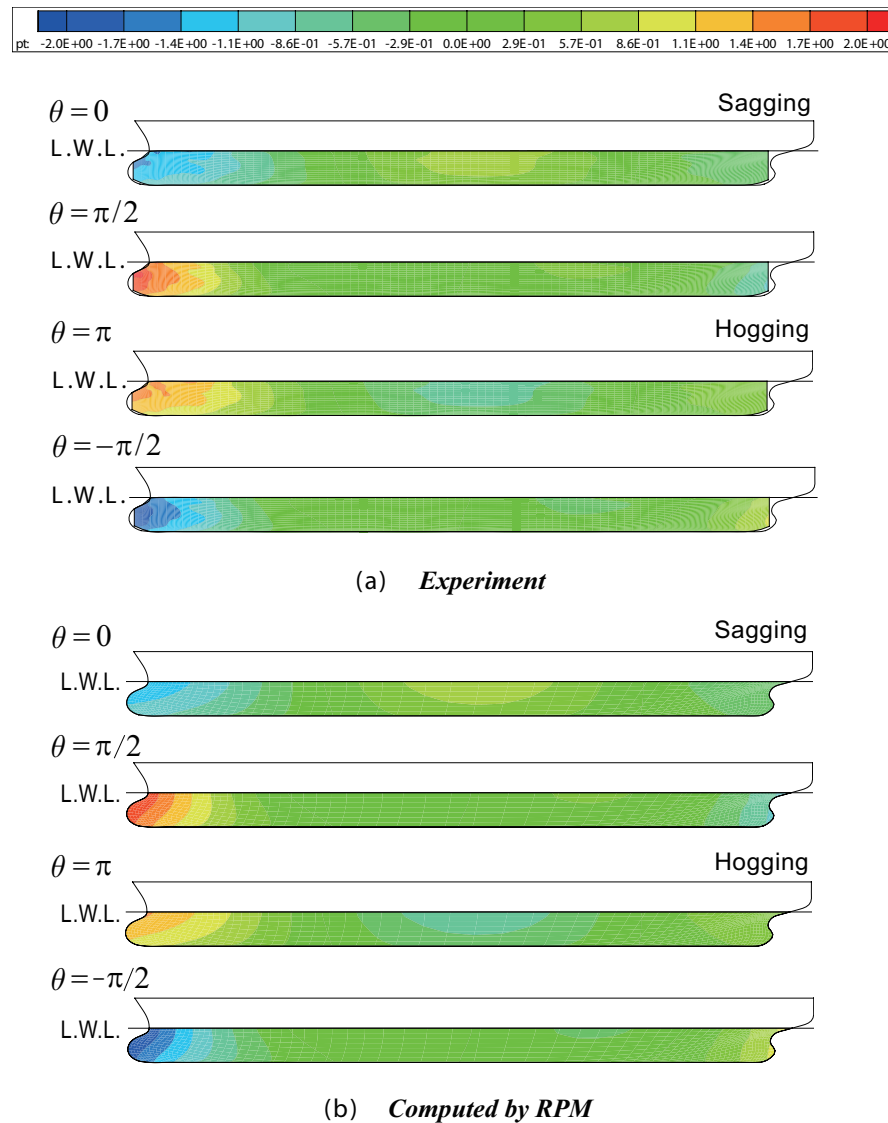 pt: -2.0E+00 -1.7E+00 -1.4E+00 -1.1E+00 -8.6E-01 -5.7E-01 -2.9E-01 0.0E+00 2.9E-01 5.7E-01 8.6E-01 1.1E+00 1.4E+00 1.7E+00 2.0E+00
θ = 0 Sagging
L.W.L.
θ = π/2
L.W.L.
θ = π Hogging
L.W.L.
θ = −π/2
L.W.L.
(a) Experiment
θ = 0 Sagging
L.W.L.
θ = π/2
L.W.L.
θ = π Hogging
L.W.L.
θ = -π/2
L.W.L.
(b) Computed by RPM